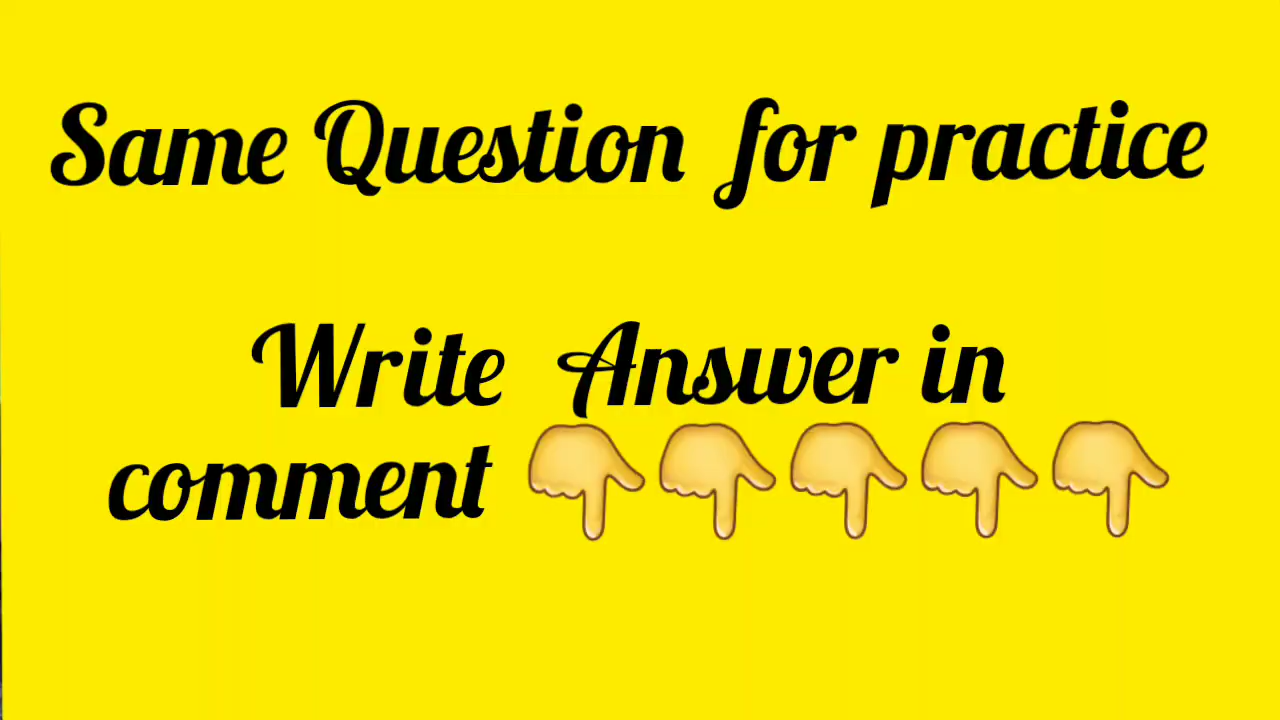 Same Question for practice
Write Answer in
comment 👇👇👇👇👇